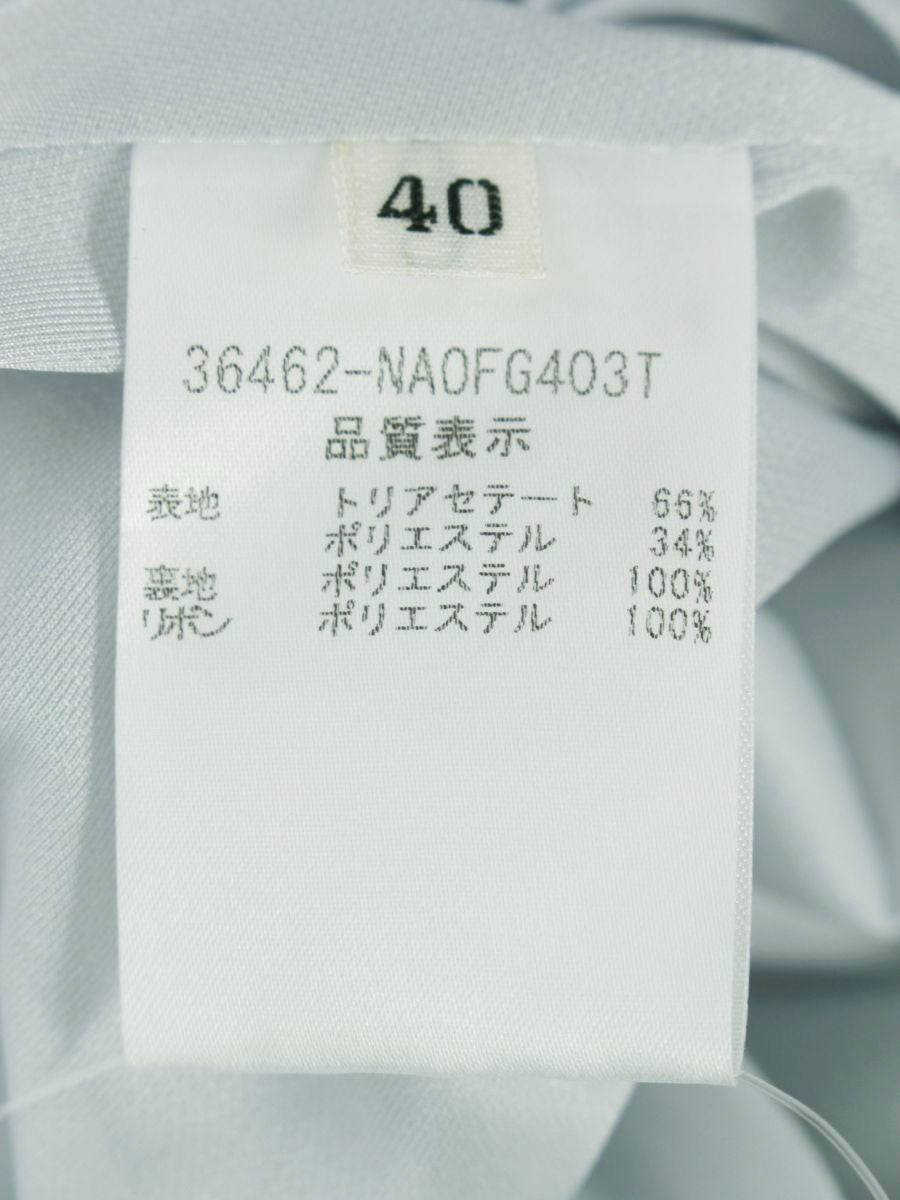 40
36462-NA0FG403T
品質表示
表地 トリアセテート 66%
ポリエステル 34%
裏地 ポリエステル 100%
リボン ポリエステル 100%